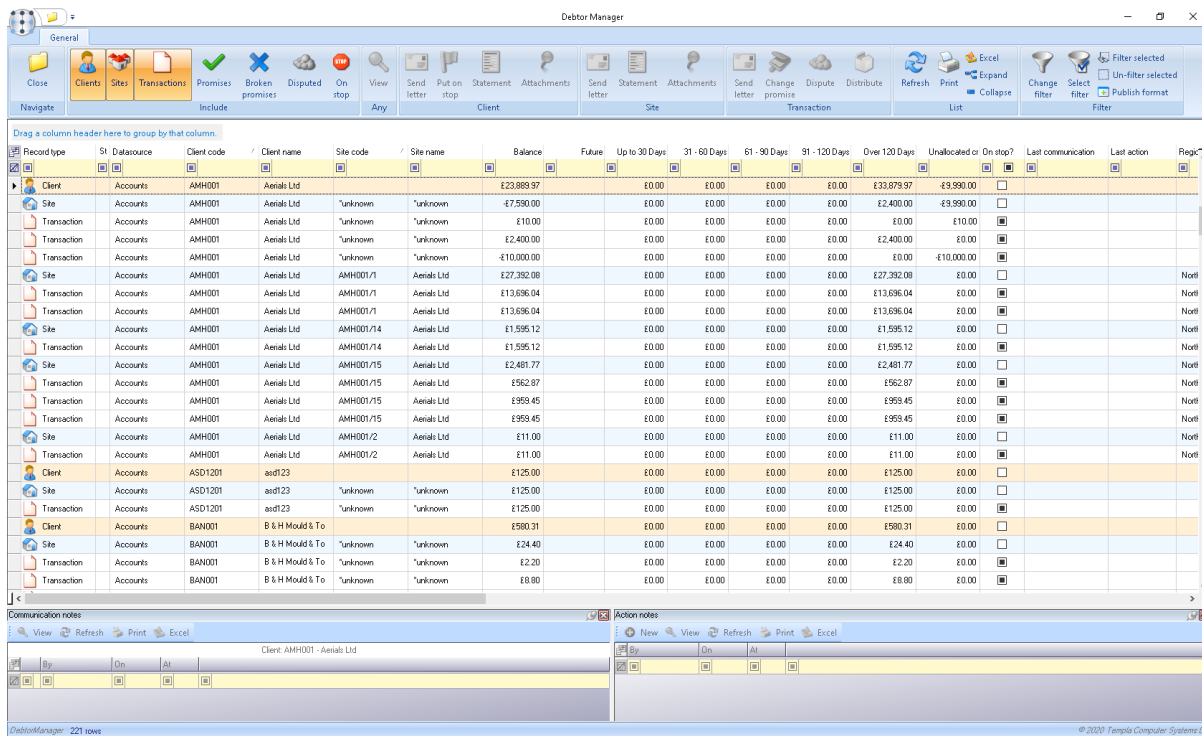 Debtor Manager
General
Close Clients Sites Transactions Promises Broken promises Disputed On stop View Send letter Put on stop Statement Attachments Send letter Statement Attachments Send letter Change promise Dispute Distribute Refresh Print Excel Expand Collapse Change filter Select filter Filter selected Un-filter selected Publish format
Navigate Include Any Client Site Transaction List Filter
Drag a column header here to group by that column.
Record type St Datasource Client code Client name Site code Site name Balance Future Up to 30 Days 31 - 60 Days 61 - 90 Days 91 - 120 Days Over 120 Days Unallocated cr On stop? Last communication Last action Regic
Client Accounts AMH001 Aerials Ltd £23,889.97 £0.00 £0.00 £0.00 £0.00 £33,879.97 -£9,990.00
Site Accounts AMH001 Aerials Ltd *unknown *unknown -£7,590.00 £0.00 £0.00 £0.00 £0.00 £2,400.00 -£9,990.00
Transaction Accounts AMH001 Aerials Ltd *unknown *unknown £10.00 £0.00 £0.00 £0.00 £0.00 £0.00 £10.00
Transaction Accounts AMH001 Aerials Ltd *unknown *unknown £2,400.00 £0.00 £0.00 £0.00 £0.00 £2,400.00 £0.00
Transaction Accounts AMH001 Aerials Ltd *unknown *unknown -£10,000.00 £0.00 £0.00 £0.00 £0.00 £0.00 -£10,000.00
Site Accounts AMH001 Aerials Ltd AMH001/1 Aerials Ltd £27,392.08 £0.00 £0.00 £0.00 £0.00 £27,392.08 £0.00 North
Transaction Accounts AMH001 Aerials Ltd AMH001/1 Aerials Ltd £13,696.04 £0.00 £0.00 £0.00 £0.00 £13,696.04 £0.00 North
Transaction Accounts AMH001 Aerials Ltd AMH001/1 Aerials Ltd £13,696.04 £0.00 £0.00 £0.00 £0.00 £13,696.04 £0.00 North
Site Accounts AMH001 Aerials Ltd AMH001/14 Aerials Ltd £1,595.12 £0.00 £0.00 £0.00 £0.00 £1,595.12 £0.00 North
Transaction Accounts AMH001 Aerials Ltd AMH001/14 Aerials Ltd £1,595.12 £0.00 £0.00 £0.00 £0.00 £1,595.12 £0.00 North
Site Accounts AMH001 Aerials Ltd AMH001/15 Aerials Ltd £2,481.77 £0.00 £0.00 £0.00 £0.00 £2,481.77 £0.00 North
Transaction Accounts AMH001 Aerials Ltd AMH001/15 Aerials Ltd £562.87 £0.00 £0.00 £0.00 £0.00 £562.87 £0.00 North
Transaction Accounts AMH001 Aerials Ltd AMH001/15 Aerials Ltd £959.45 £0.00 £0.00 £0.00 £0.00 £959.45 £0.00 North
Transaction Accounts AMH001 Aerials Ltd AMH001/15 Aerials Ltd £959.45 £0.00 £0.00 £0.00 £0.00 £959.45 £0.00 North
Site Accounts AMH001 Aerials Ltd AMH001/2 Aerials Ltd £11.00 £0.00 £0.00 £0.00 £0.00 £11.00 £0.00 North
Transaction Accounts AMH001 Aerials Ltd AMH001/2 Aerials Ltd £11.00 £0.00 £0.00 £0.00 £0.00 £11.00 £0.00 North
Client Accounts ASD1201 asd123 £125.00 £0.00 £0.00 £0.00 £0.00 £125.00 £0.00
Site Accounts ASD1201 asd123 *unknown *unknown £125.00 £0.00 £0.00 £0.00 £0.00 £125.00 £0.00
Transaction Accounts ASD1201 asd123 *unknown *unknown £125.00 £0.00 £0.00 £0.00 £0.00 £125.00 £0.00
Client Accounts BAN001 B & H Mould & To £580.31 £0.00 £0.00 £0.00 £0.00 £580.31 £0.00
Site Accounts BAN001 B & H Mould & To *unknown *unknown £24.40 £0.00 £0.00 £0.00 £0.00 £24.40 £0.00
Transaction Accounts BAN001 B & H Mould & To *unknown *unknown £2.20 £0.00 £0.00 £0.00 £0.00 £2.20 £0.00
Transaction Accounts BAN001 B & H Mould & To *unknown *unknown £8.80 £0.00 £0.00 £0.00 £0.00 £8.80 £0.00
Communication notes
View Refresh Print Excel
Client: AMH001 - Aerials Ltd
By On At
Action notes
New View Refresh Print Excel
By On At
DebtorManager 221 rows
© 2020 Templa Computer Systems